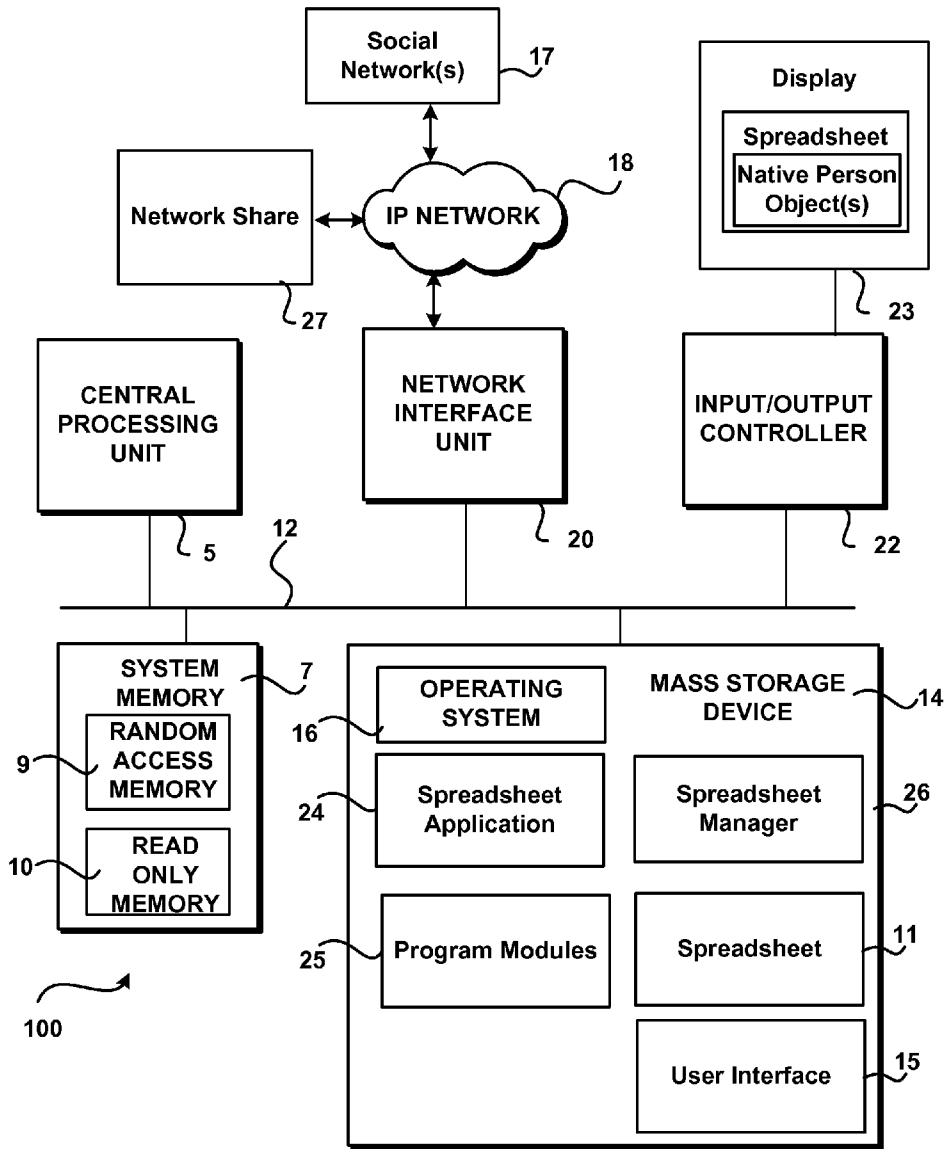 Social
Network(s)
17
Display
Spreadsheet
Native Person
Object(s)
23
Network Share
27
IP NETWORK
18
CENTRAL
PROCESSING
UNIT
5
NETWORK
INTERFACE
UNIT
20
INPUT/OUTPUT
CONTROLLER
22
12
SYSTEM
MEMORY
7
RANDOM
ACCESS
MEMORY
9
READ
ONLY
MEMORY
10
100
MASS STORAGE
DEVICE
14
OPERATING
SYSTEM
16
Spreadsheet
Application
24
Spreadsheet
Manager
26
Program Modules
25
Spreadsheet
11
User Interface
15